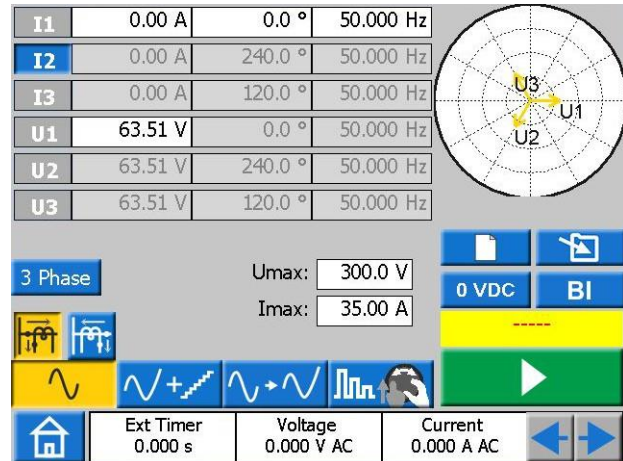 I1 0.00 A 0.0 ° 50.000 Hz
I2 0.00 A 240.0 ° 50.000 Hz
I3 0.00 A 120.0 ° 50.000 Hz
U1 63.51 V 0.0 ° 50.000 Hz
U2 63.51 V 240.0 ° 50.000 Hz
U3 63.51 V 120.0 ° 50.000 Hz
U3
U1
U2
3 Phase
Umax: 300.0 V
Imax: 35.00 A
0 VDC
BI
-----
Ext Timer
0.000 s
Voltage
0.000 V AC
Current
0.000 A AC